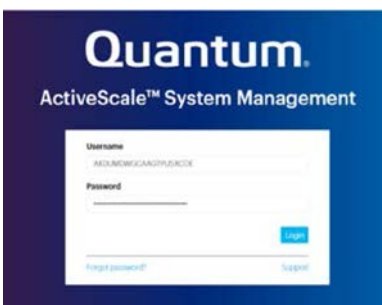 Quantum.
ActiveScale™ System Management
Username
Password
Login
Forgot password?
Support